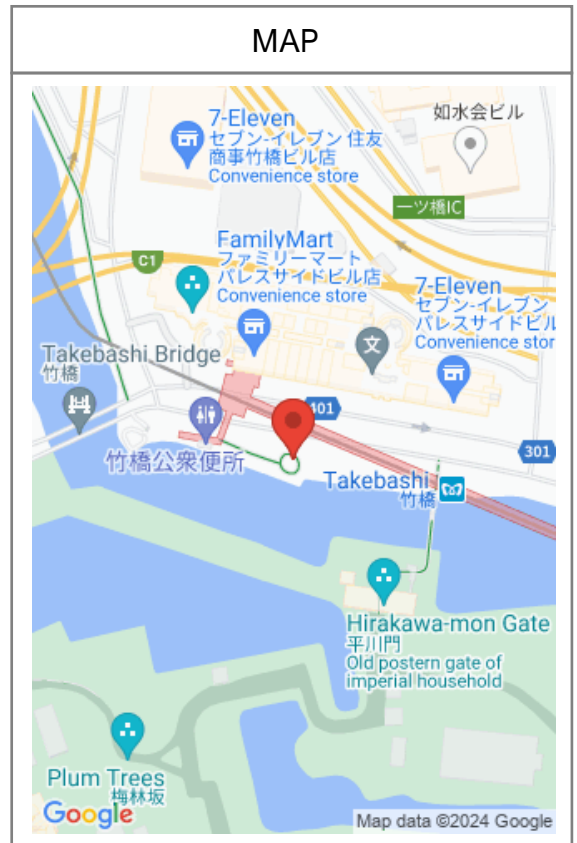 MAP
7-Eleven
セブン-イレブン 住友
商事竹橋ビル店
Convenience store
如水会ビル
一ツ橋IC
C1
FamilyMart
ファミリーマート
パレスサイドビル店
Convenience store
7-Eleven
セブン-イレブン
パレスサイドビル
Convenience stor
Takebashi Bridge
竹橋
文
401
301
竹橋公衆便所
Takebashi
竹橋
Hirakawa-mon Gate
平川門
Old postern gate of
imperial household
Plum Trees
梅林坂
Google
Map data ©2024 Google